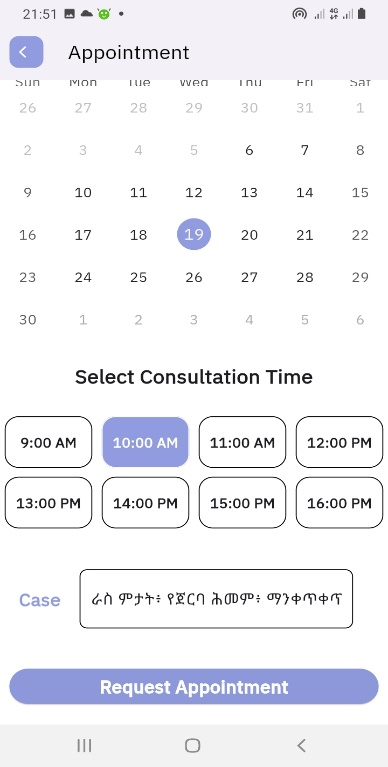 21:51 4G
Appointment
Sun Mon Tue Wed Thu Fri Sat
26 27 28 29 30 31 1
2 3 4 5 6 7 8
9 10 11 12 13 14 15
16 17 18 19 20 21 22
23 24 25 26 27 28 29
30 1 2 3 4 5 6
Select Consultation Time
9:00 AM 10:00 AM 11:00 AM 12:00 PM
13:00 PM 14:00 PM 15:00 PM 16:00 PM
Case ራስ ምታት፥ የጀርባ ሕመም፥ ማንቀጥቀጥ
Request Appointment